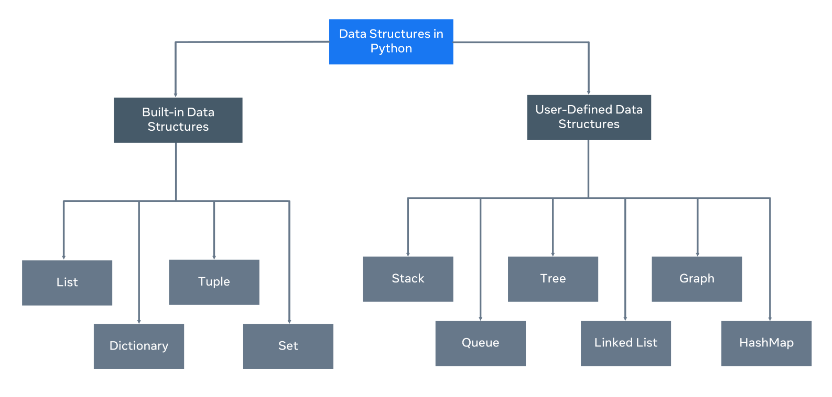 Data Structures in
Python
Built-in Data
Structures
User-Defined Data
Structures
List
Tuple
Dictionary
Set
Stack
Tree
Graph
Queue
Linked List
HashMap